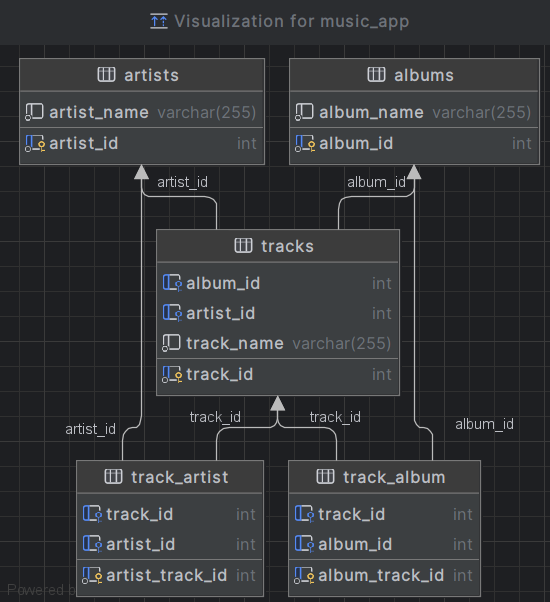 Visualization for music_app
artists
artist_name varchar(255)
artist_id int
albums
album_name varchar(255)
album_id int
artist_id
album_id
tracks
album_id int
artist_id int
track_name varchar(255)
track_id int
artist_id
track_id
track_id
album_id
track_artist
track_id int
artist_id int
artist_track_id int
track_album
track_id int
album_id int
album_track_id int
Powered